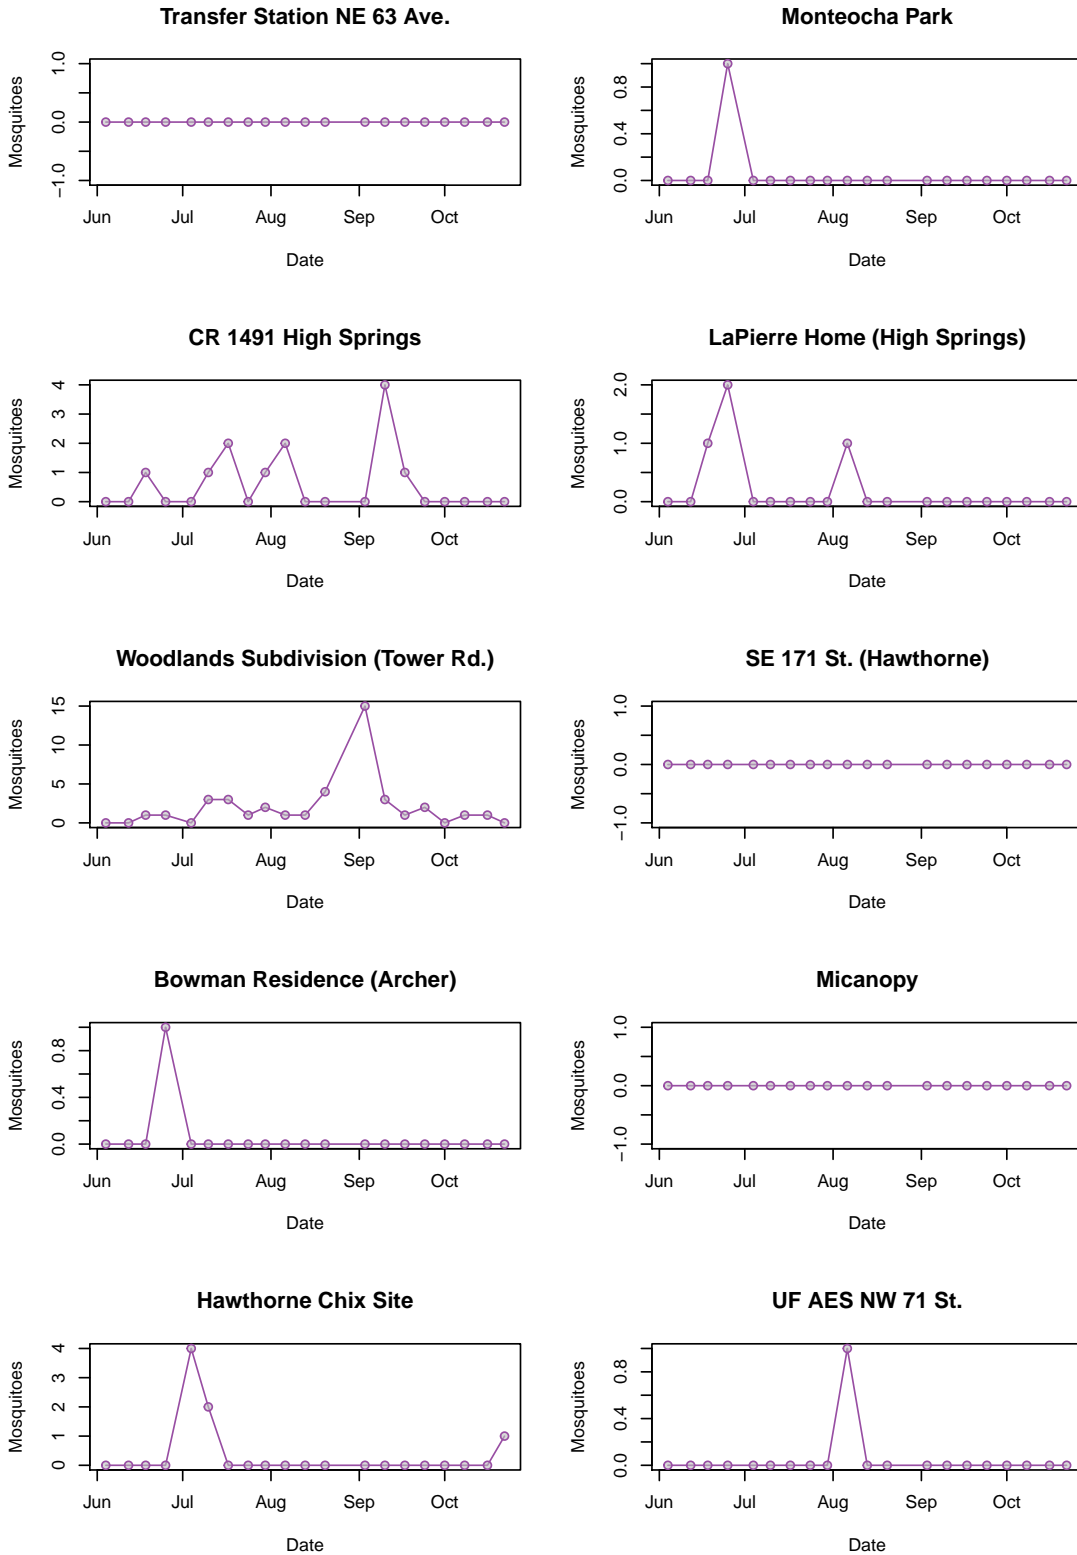 Transfer Station NE 63 Ave.
Mosquitoes
1.0
0.0
−1.0
Jun Jul Aug Sep Oct
Date
Monteocha Park
Mosquitoes
0.8
0.4
0.0
Jun Jul Aug Sep Oct
Date
CR 1491 High Springs
Mosquitoes
4
3
2
1
0
Jun Jul Aug Sep Oct
Date
LaPierre Home (High Springs)
Mosquitoes
2.0
1.0
0.0
Jun Jul Aug Sep Oct
Date
Woodlands Subdivision (Tower Rd.)
Mosquitoes
15
10
5
0
Jun Jul Aug Sep Oct
Date
SE 171 St. (Hawthorne)
Mosquitoes
1.0
0.0
−1.0
Jun Jul Aug Sep Oct
Date
Bowman Residence (Archer)
Mosquitoes
0.8
0.4
0.0
Jun Jul Aug Sep Oct
Date
Micanopy
Mosquitoes
1.0
0.0
−1.0
Jun Jul Aug Sep Oct
Date
Hawthorne Chix Site
Mosquitoes
4
3
2
1
0
Jun Jul Aug Sep Oct
Date
UF AES NW 71 St.
Mosquitoes
0.8
0.4
0.0
Jun Jul Aug Sep Oct
Date